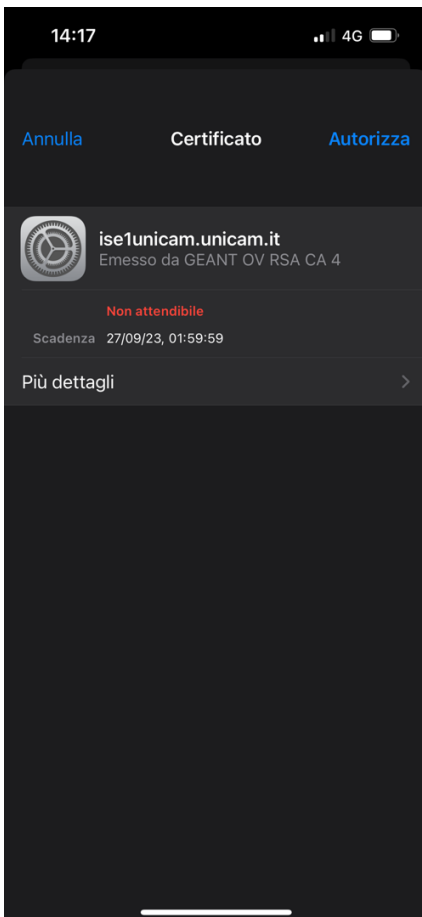 14:17 4G
Annulla Certificato Autorizza
ise1unicam.unicam.it
Emesso da GEANT OV RSA CA 4
Non attendibile
Scadenza 27/09/23, 01:59:59
Più dettagli